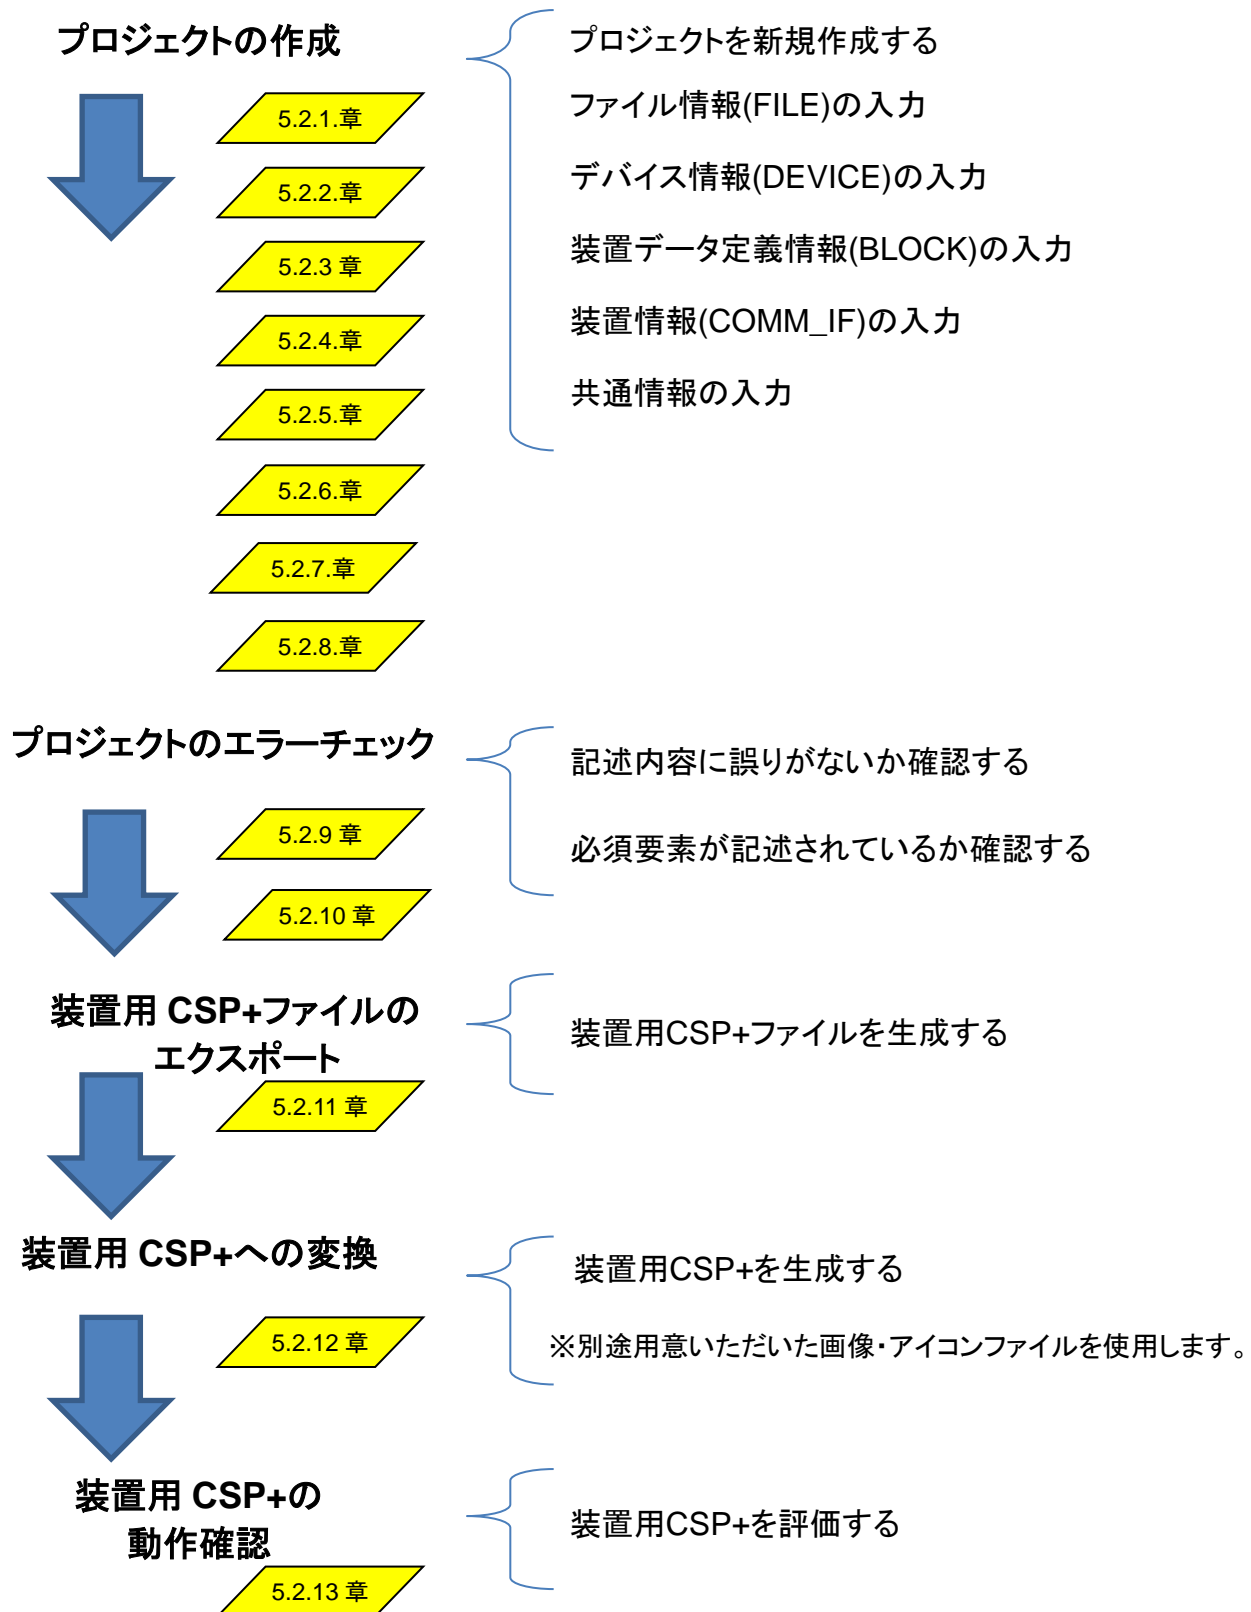 プロジェクトの作成
プロジェクトを新規作成する
5.2.1.章
ファイル情報(FILE)の入力
5.2.2.章
デバイス情報(DEVICE)の入力
5.2.3 章
装置データ定義情報(BLOCK)の入力
5.2.4.章
装置情報(COMM_IF)の入力
5.2.5.章
共通情報の入力
5.2.6.章
5.2.7.章
5.2.8.章
プロジェクトのエラーチェック
記述内容に誤りがないか確認する
5.2.9 章
必須要素が記述されているか確認する
5.2.10 章
装置用 CSP+ファイルの
エクスポート
装置用CSP+ファイルを生成する
5.2.11 章
装置用 CSP+への変換
装置用CSP+を生成する
5.2.12 章
※別途用意いただいた画像・アイコンファイルを使用します。
装置用 CSP+の
動作確認
装置用CSP+を評価する
5.2.13 章